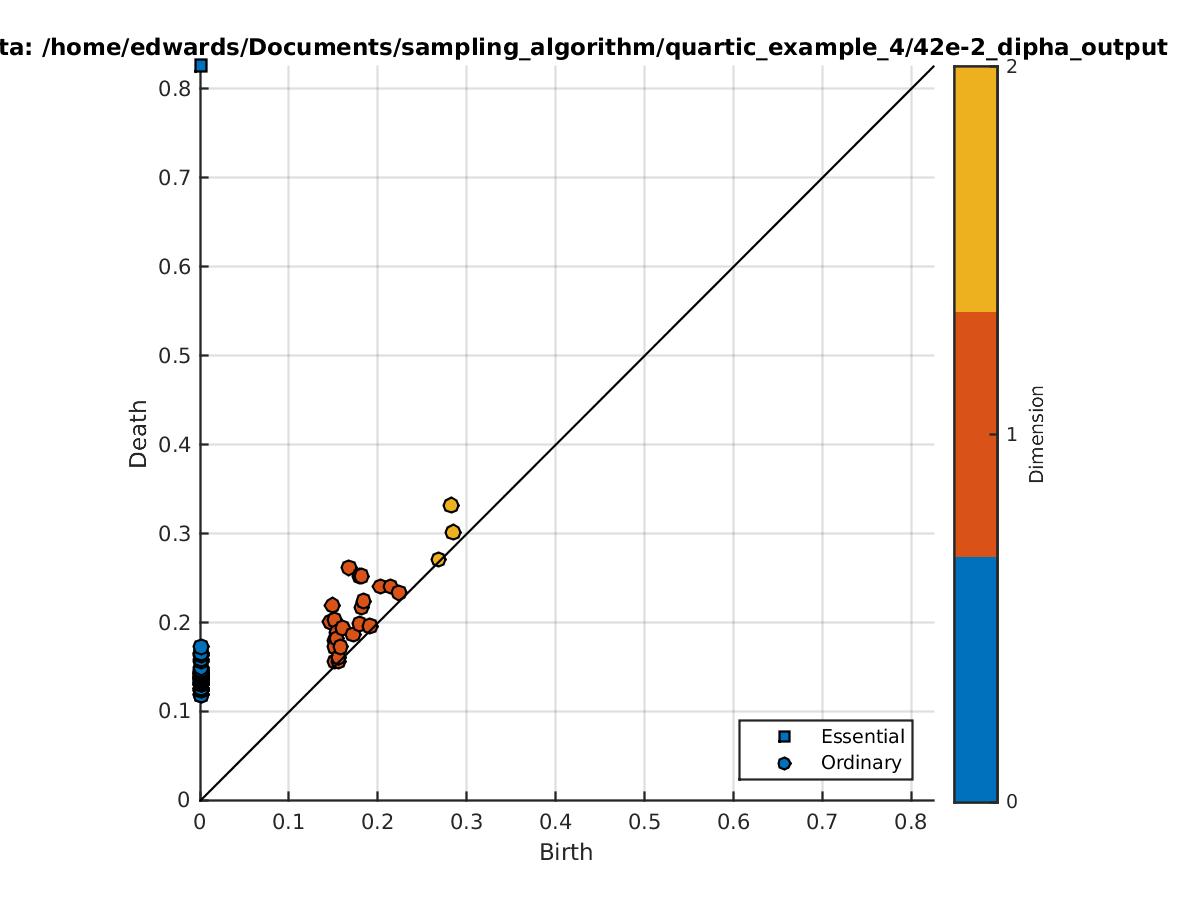 ta: /home/edwards/Documents/sampling_algorithm/quartic_example_4/42e-2_dipha_output
0.8
0.7
0.6
0.5
0.4
0.3
0.2
0.1
0
Death
0 0.1 0.2 0.3 0.4 0.5 0.6 0.7 0.8
Birth
Essential
Ordinary
2
1
0
Dimension